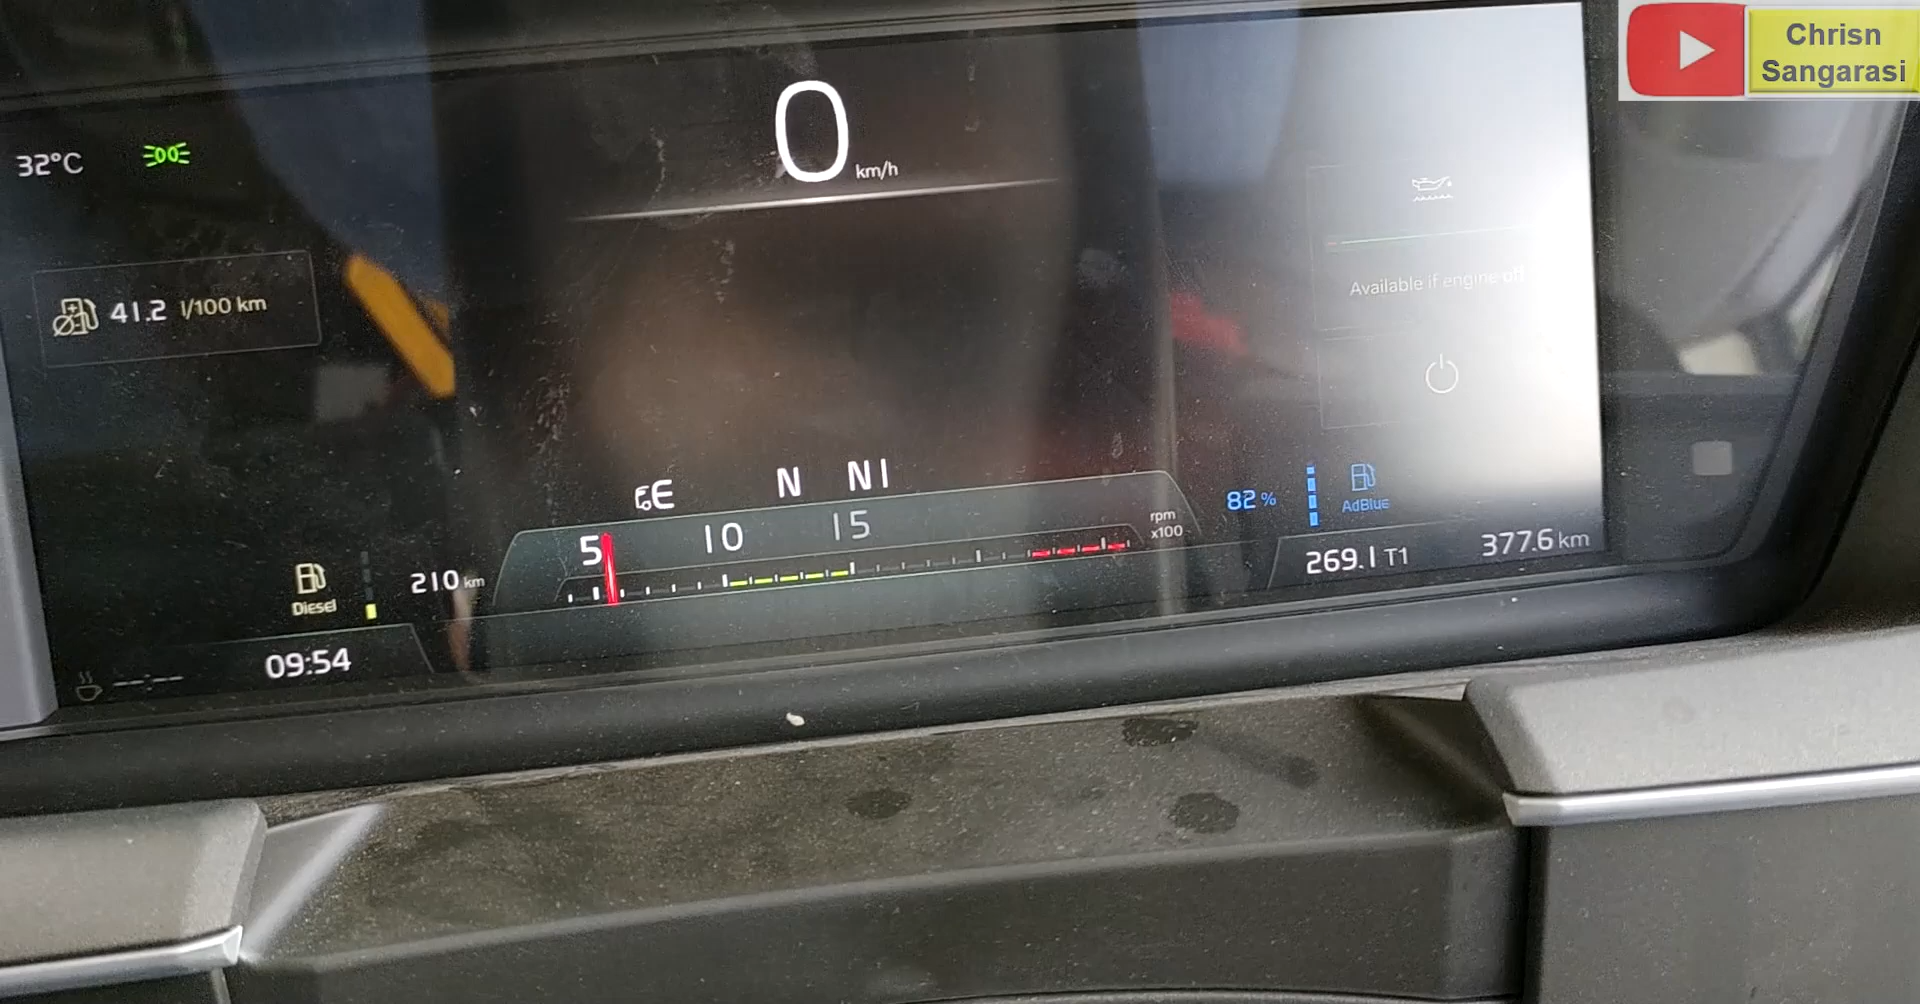 Chrisn
Sangarasi
0 km/h
32°C
41.2 l/100 km
Available if engine off
E N N1
5 10 15
rpm
x100
82 %
AdBlue
Diesel
210 km
269.1 T1
377.6 km
09:54
--:--